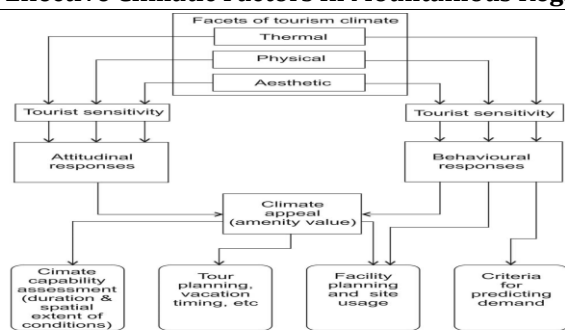 Effective Climatic Factors in Mountainous Reg
Facets of tourism climate
Thermal
Physical
Aesthetic
Tourist sensitivity
Tourist sensitivity
Attitudinal
responses
Behavioural
responses
Climate
appeal
(amenity value)
Cimate capability
assessment
(duration &
spatial
extent of
conditions)
Tour
planning,
vacation
timing, etc
Facility
planning
and site
usage
Criteria
for
predicting
demand